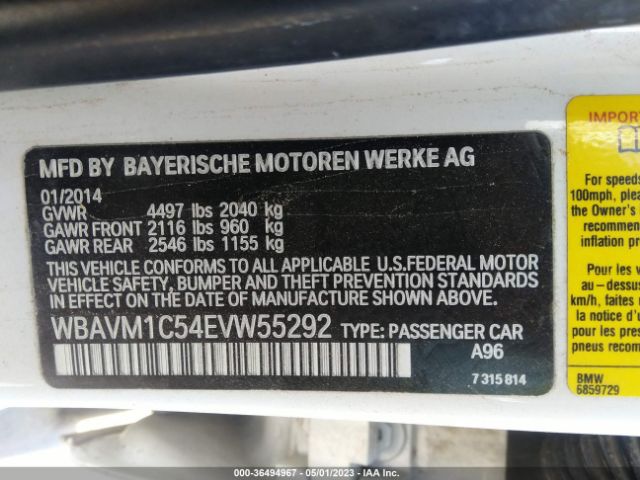 MFD BY BAYERISCHE MOTOREN WERKE AG
01/2014
GVWR 4497 lbs 2040 kg
GAWR FRONT 2116 lbs 960 kg
GAWR REAR 2546 lbs 1155 kg
THIS VEHICLE CONFORMS TO ALL APPLICABLE U.S.FEDERAL MOTOR
VEHICLE SAFETY, BUMPER AND THEFT PREVENTION STANDARDS
IN EFFECT ON THE DATE OF MANUFACTURE SHOWN ABOVE.
WBAVM1C54EVW55292 TYPE: PASSENGER CAR
A96
7 315 814
For speeds
100mph, plea
the Owner's
recommen
inflation pr
Pour les v
au - dessus
km/h, faites
à la notice d'u
pneus recom
BMW
6859729
000-36494967 - 05/01/2023 - IAA Inc.